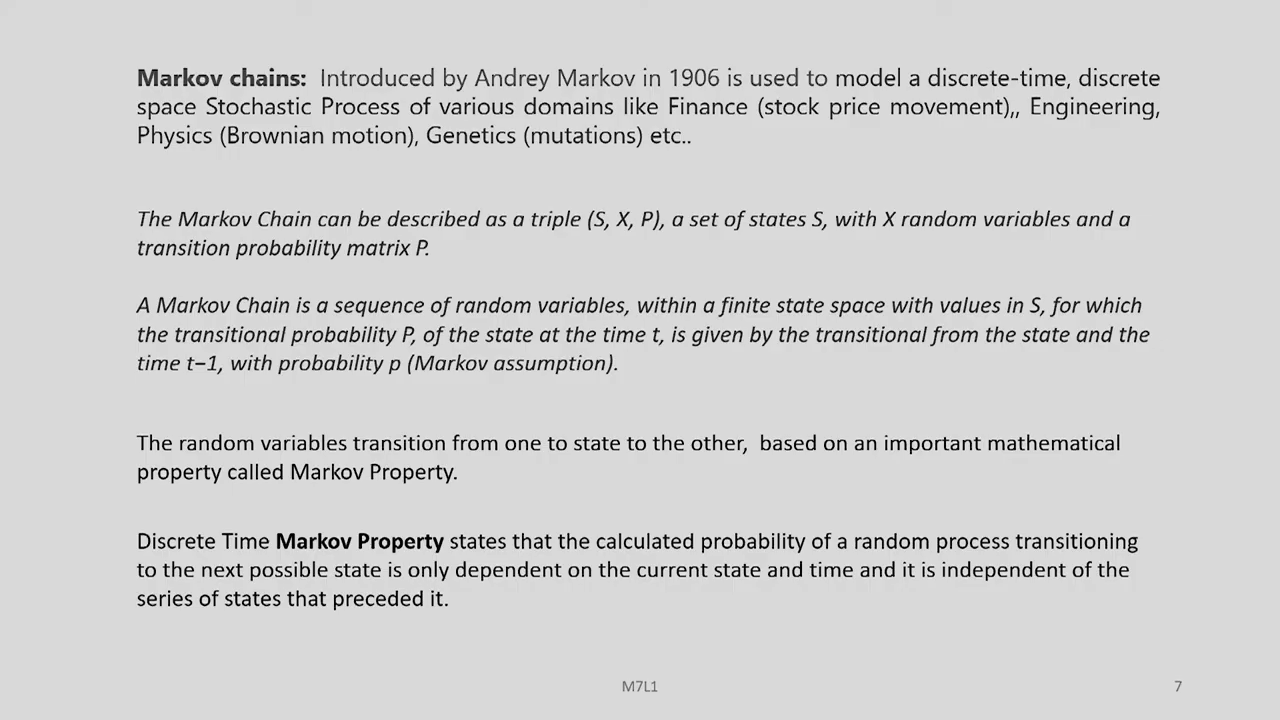 Markov chains: Introduced by Andrey Markov in 1906 is used to model a discrete-time, discrete
space Stochastic Process of various domains like Finance (stock price movement),, Engineering,
Physics (Brownian motion), Genetics (mutations) etc..
The Markov Chain can be described as a triple (S, X, P), a set of states S, with X random variables and a
transition probability matrix P.
A Markov Chain is a sequence of random variables, within a finite state space with values in S, for which
the transitional probability P, of the state at the time t, is given by the transitional from the state and the
time t−1, with probability p (Markov assumption).
The random variables transition from one to state to the other, based on an important mathematical
property called Markov Property.
Discrete Time Markov Property states that the calculated probability of a random process transitioning
to the next possible state is only dependent on the current state and time and it is independent of the
series of states that preceded it.
M7L1
7